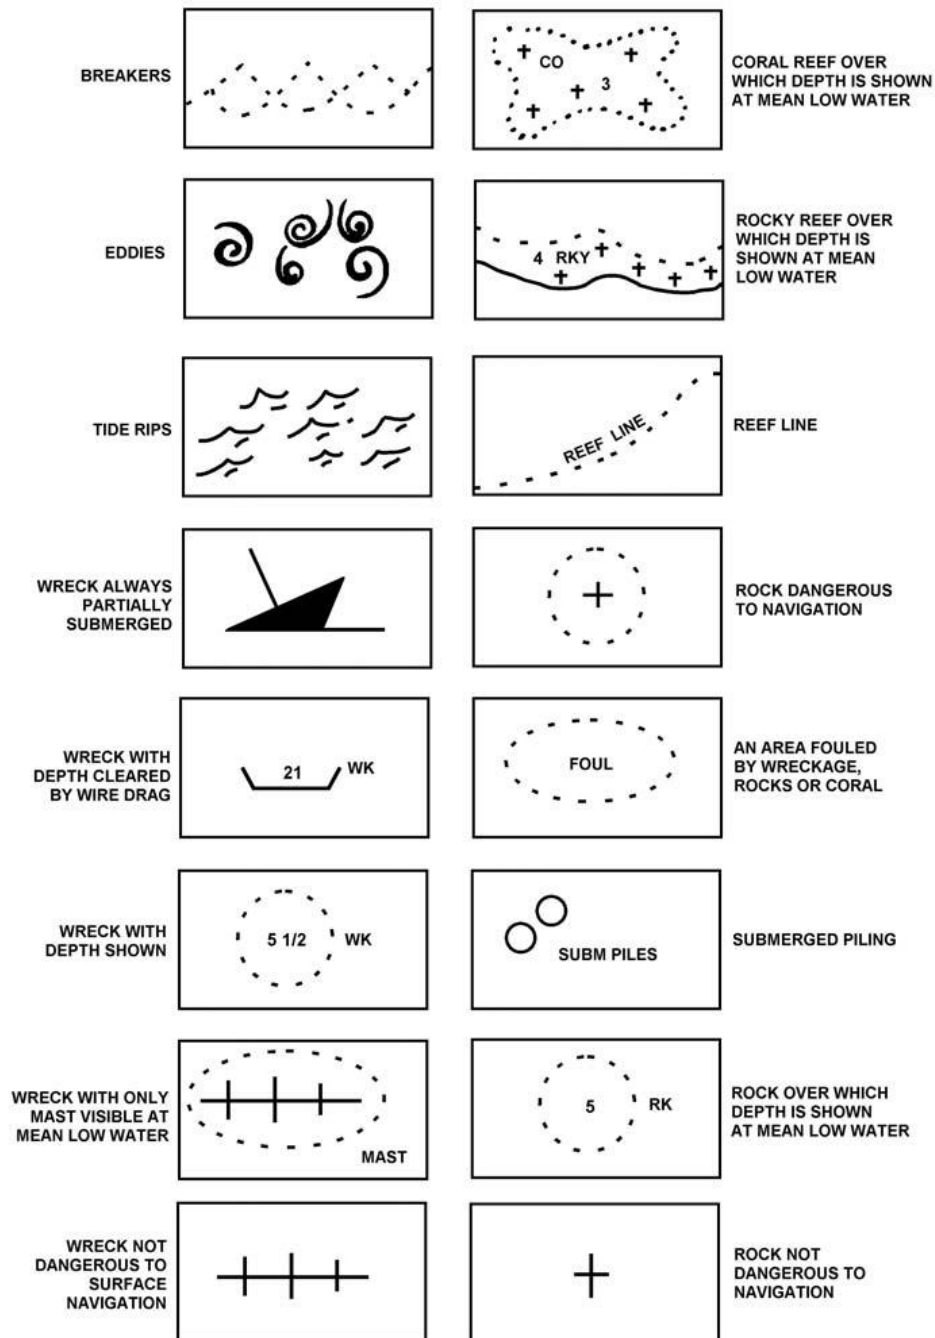 BREAKERS
CO
3
CORAL REEF OVER
WHICH DEPTH IS SHOWN
AT MEAN LOW WATER
EDDIES
4 RKY
ROCKY REEF OVER
WHICH DEPTH IS
SHOWN AT MEAN
LOW WATER
TIDE RIPS
REEF LINE
REEF LINE
WRECK ALWAYS
PARTIALLY
SUBMERGED
ROCK DANGEROUS
TO NAVIGATION
WRECK WITH
DEPTH CLEARED
BY WIRE DRAG
21 WK
FOUL
AN AREA FOULED
BY WRECKAGE,
ROCKS OR CORAL
WRECK WITH
DEPTH SHOWN
5 1/2 WK
SUBM PILES
SUBMERGED PILING
WRECK WITH ONLY
MAST VISIBLE AT
MEAN LOW WATER
MAST
5 RK
ROCK OVER WHICH
DEPTH IS SHOWN
AT MEAN LOW WATER
WRECK NOT
DANGEROUS TO
SURFACE
NAVIGATION
ROCK NOT
DANGEROUS TO
NAVIGATION